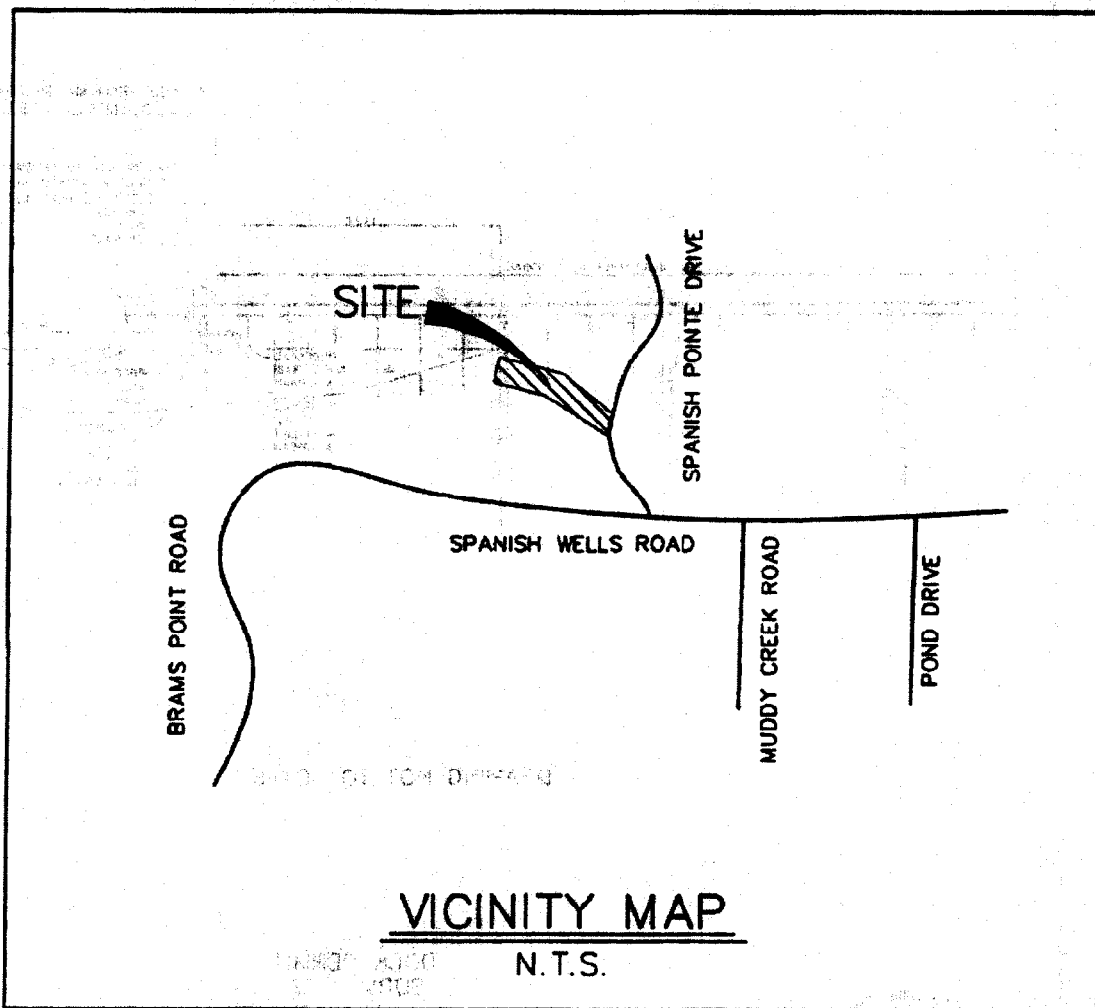 SITE
SPANISH POINTE DRIVE
SPANISH WELLS ROAD
BRAMS POINT ROAD
MUDDY CREEK ROAD
POND DRIVE
VICINITY MAP
N.T.S.